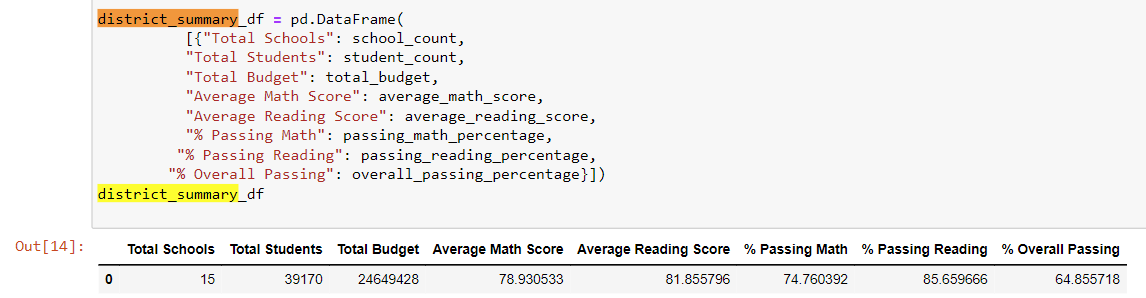 district_summary_df = pd.DataFrame(
[{"Total Schools": school_count,
"Total Students": student_count,
"Total Budget": total_budget,
"Average Math Score": average_math_score,
"Average Reading Score": average_reading_score,
"% Passing Math": passing_math_percentage,
"% Passing Reading": passing_reading_percentage,
"% Overall Passing": overall_passing_percentage}])
district_summary_df
Out[14]:
Total Schools Total Students Total Budget Average Math Score Average Reading Score % Passing Math % Passing Reading % Overall Passing
0 15 39170 24649428 78.930533 81.855796 74.760392 85.659666 64.855718